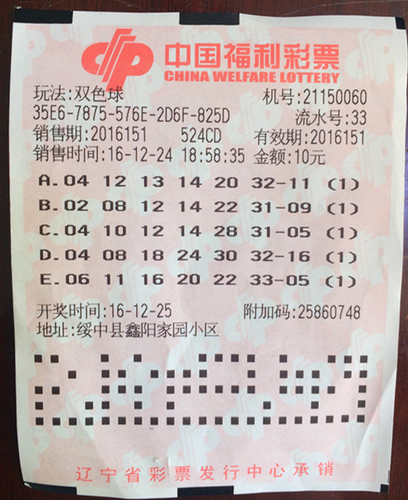 中国福利彩票
CHINA WELFARE LOTTERY
玩法:双色球 机号:21150060
35E6-7875-576E-2D6F-825D 流水号:33
销售期:2016151 524CD 有效期:2016151
销售时间:16-12-24 18:58:35 金额:10元
A.04 12 13 14 20 32-11 (1)
B.02 08 12 14 22 31-09 (1)
C.04 10 12 14 28 31-05 (1)
D.04 08 18 24 30 32-16 (1)
E.06 11 16 20 22 33-05 (1)
开奖时间:16-12-25 附加码:25860748
地址:绥中县鑫阳家园小区
辽宁省彩票发行中心承销